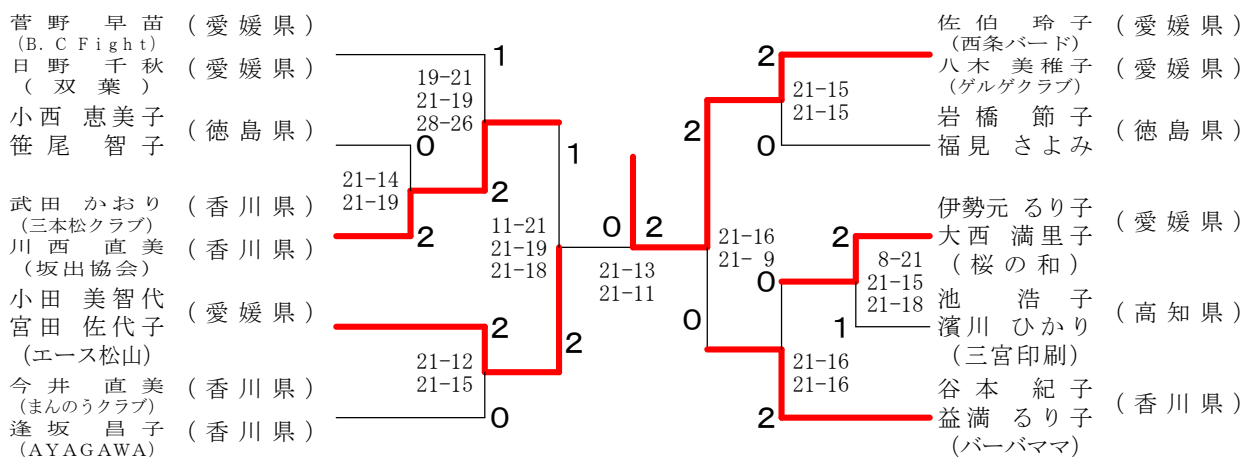 菅野 早苗 (愛媛県)
(B.C Fight)
日野 千秋 (愛媛県)
(双葉)
小西 恵美子
笹尾 智子
(徳島県)
武田 かおり (香川県)
(三本松クラブ)
川西 直美 (香川県)
(坂出協会)
小田 美智代
宮田 佐代子
(愛媛県)
(エース松山)
今井 直美 (香川県)
(まんのうクラブ)
逢坂 昌子 (香川県)
(AYAGAWA)
1
19-21
21-19
28-26
0
21-14
21-19
2
2
1
11-21
21-19
21-18
2
2
21-12
21-15
0
0
2
21-13
21-11
2
2
21-15
21-15
0
21-16
21- 9
0
0
2
8-21
21-15
21-18
1
21-16
21-16
2
佐伯 玲子 (愛媛県)
(西条バード)
八木 美稚子 (愛媛県)
(ゲルゲクラブ)
岩橋 節子
福見 さよみ
(徳島県)
伊勢元 るり子
大西 満里子
(愛媛県)
(桜の和)
池 浩子
濱川 ひかり
(高知県)
(三宮印刷)
谷本 紀子
益満 るり子
(香川県)
(バーバママ)